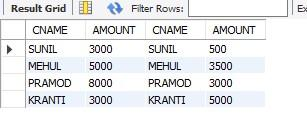 Result Grid Filter Rows:
CNAME AMOUNT CNAME AMOUNT
SUNIL 3000 SUNIL 500
MEHUL 5000 MEHUL 3500
PRAMOD 8000 PRAMOD 3000
KRANTI 3000 KRANTI 5000